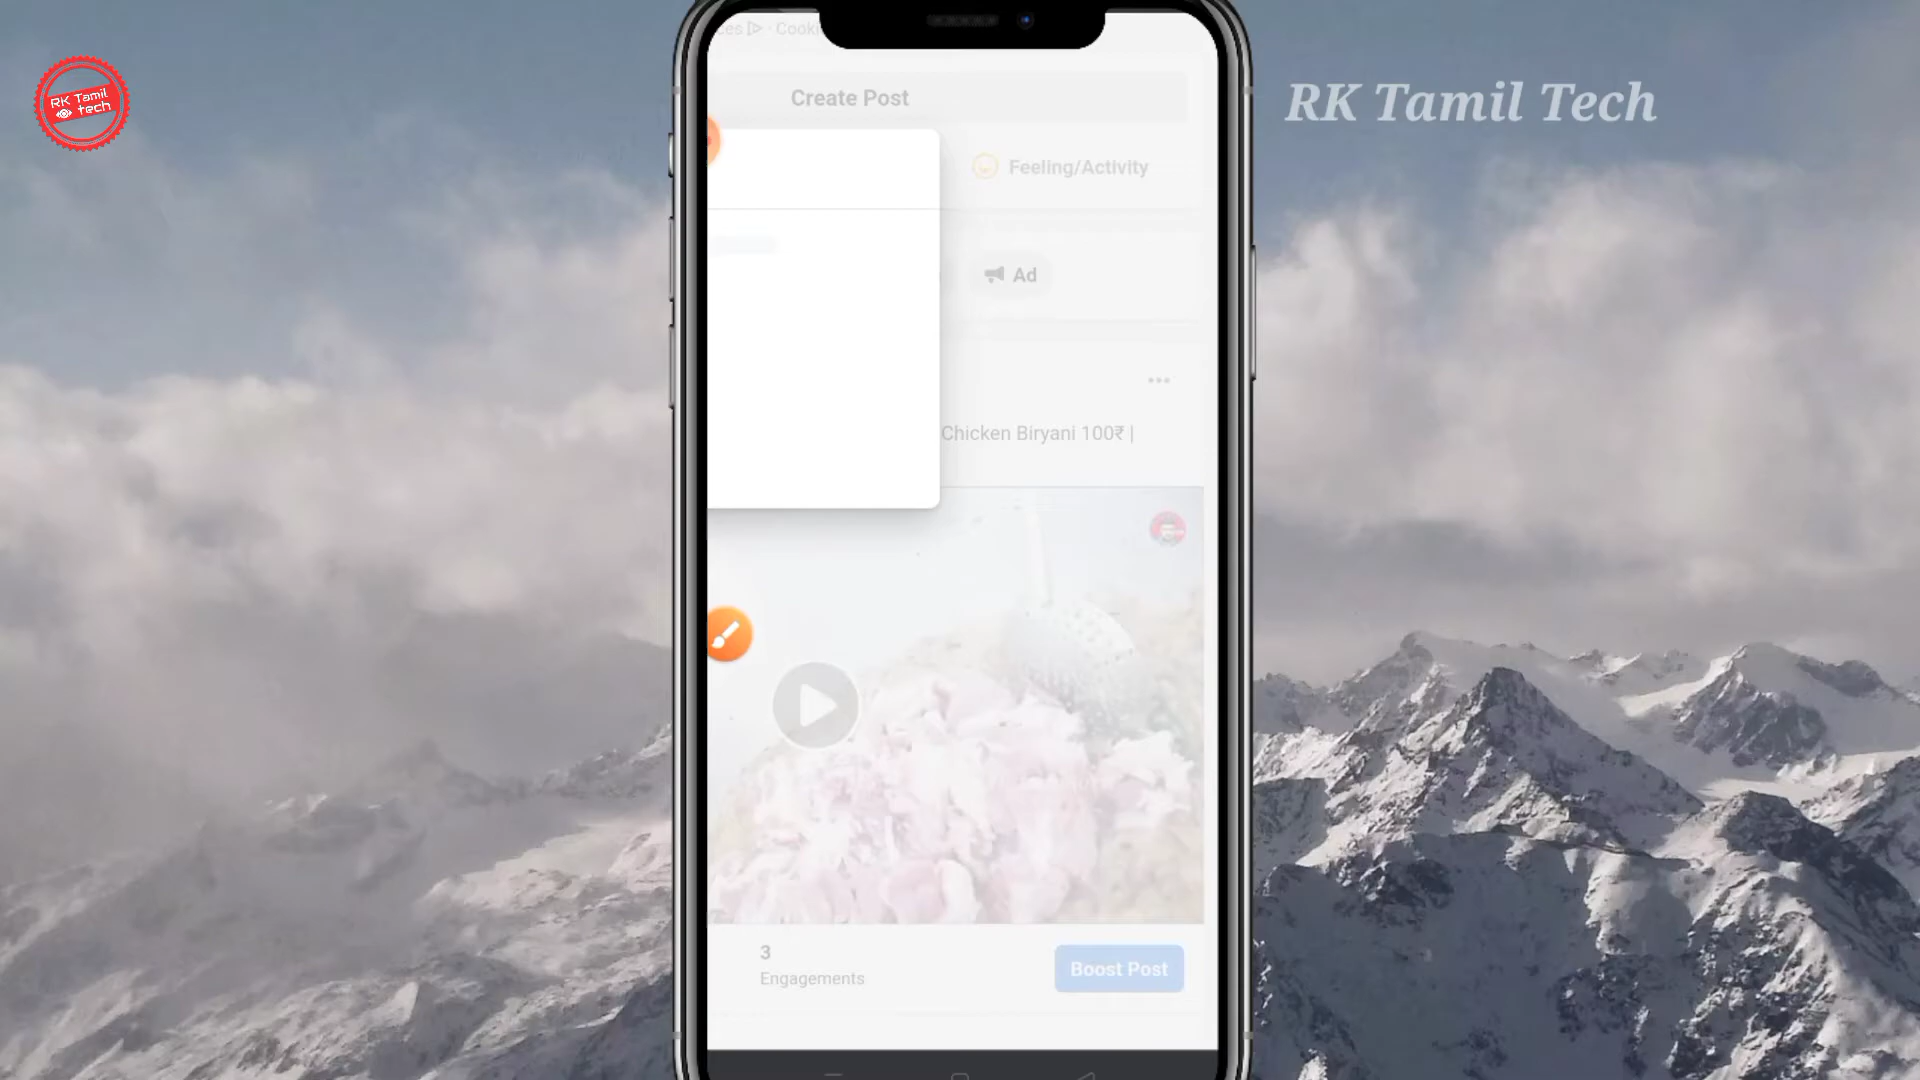 RK Tamil
tech
RK Tamil Tech
Create Post
Feeling/Activity
Ad
Chicken Biryani 100₹ |
3
Engagements
Boost Post